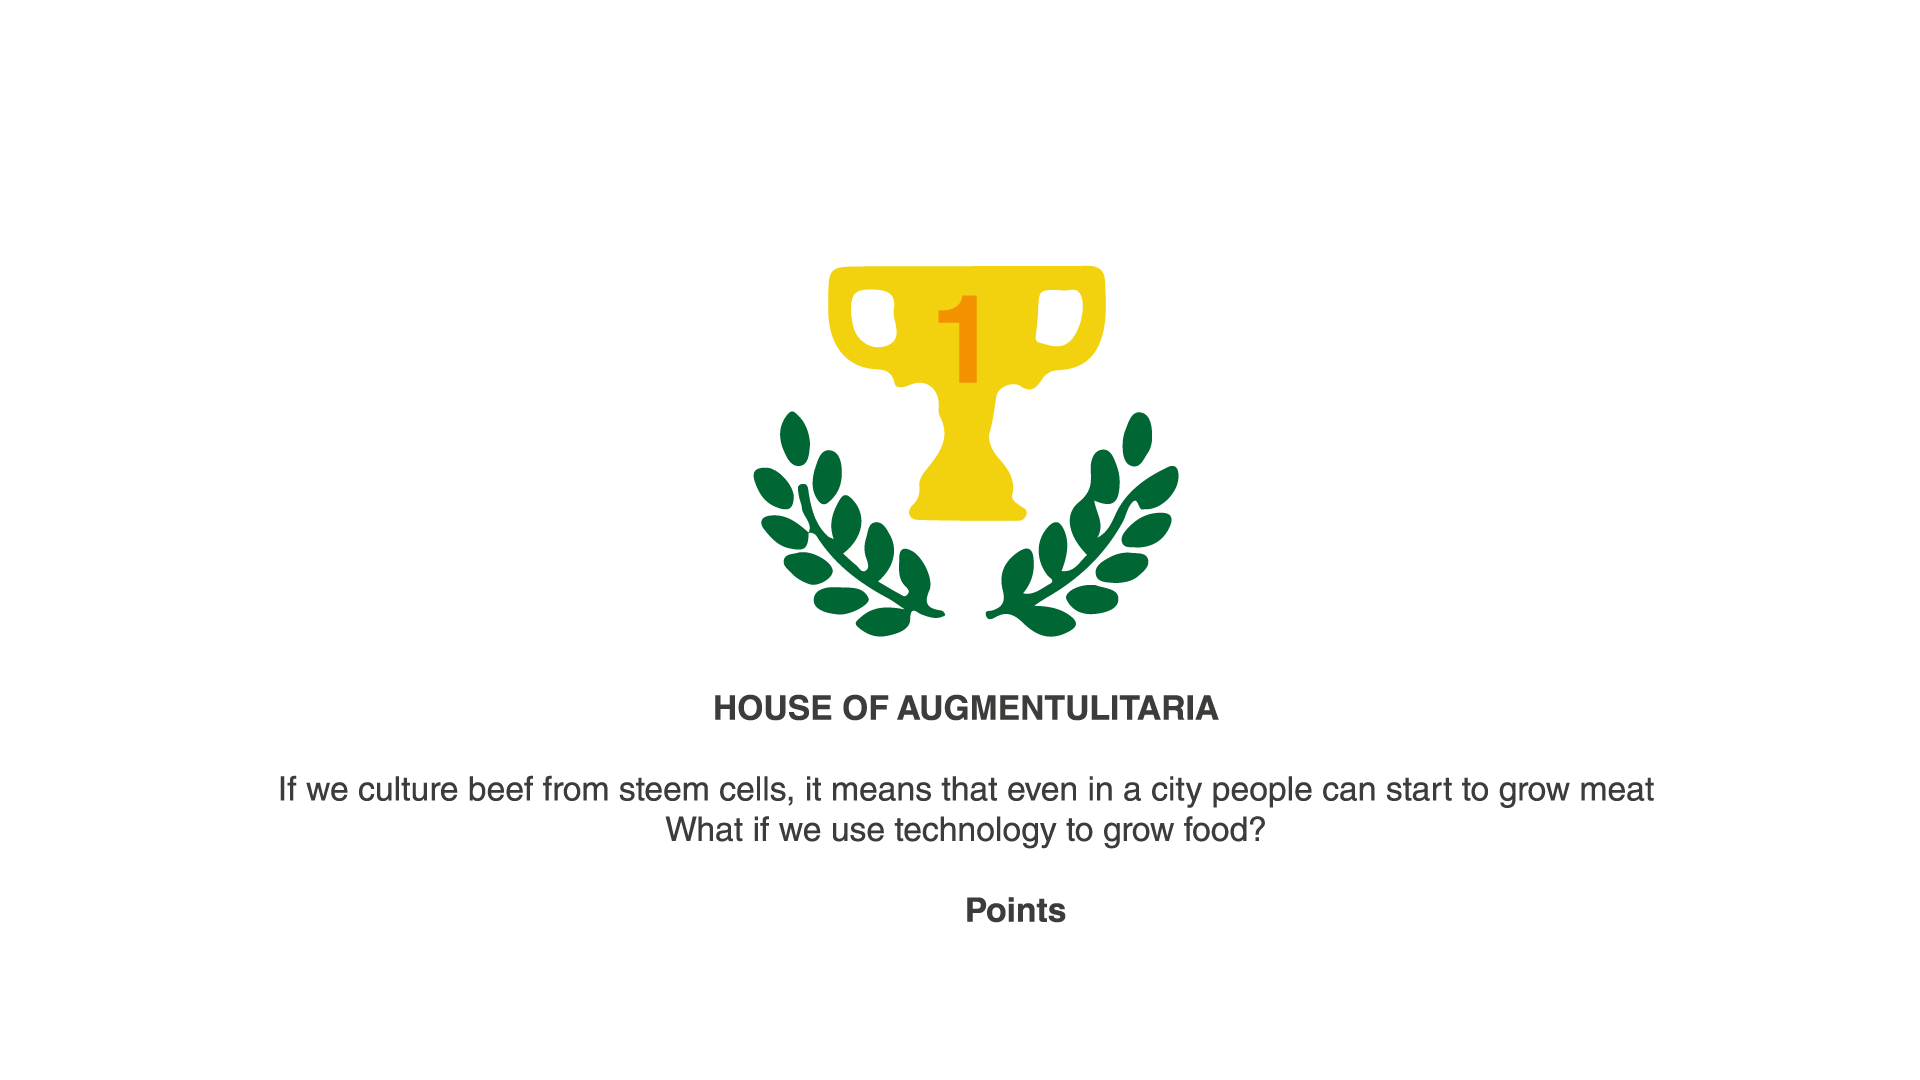 1
HOUSE OF AUGMENTULITARIA
If we culture beef from steem cells, it means that even in a city people can start to grow meat
What if we use technology to grow food?
Points